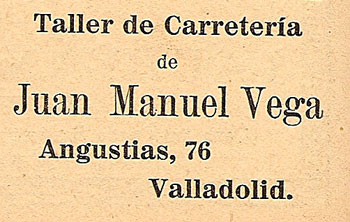 Taller de Carretería
de
Juan Manuel Vega
Angustias, 76
Valladolid.